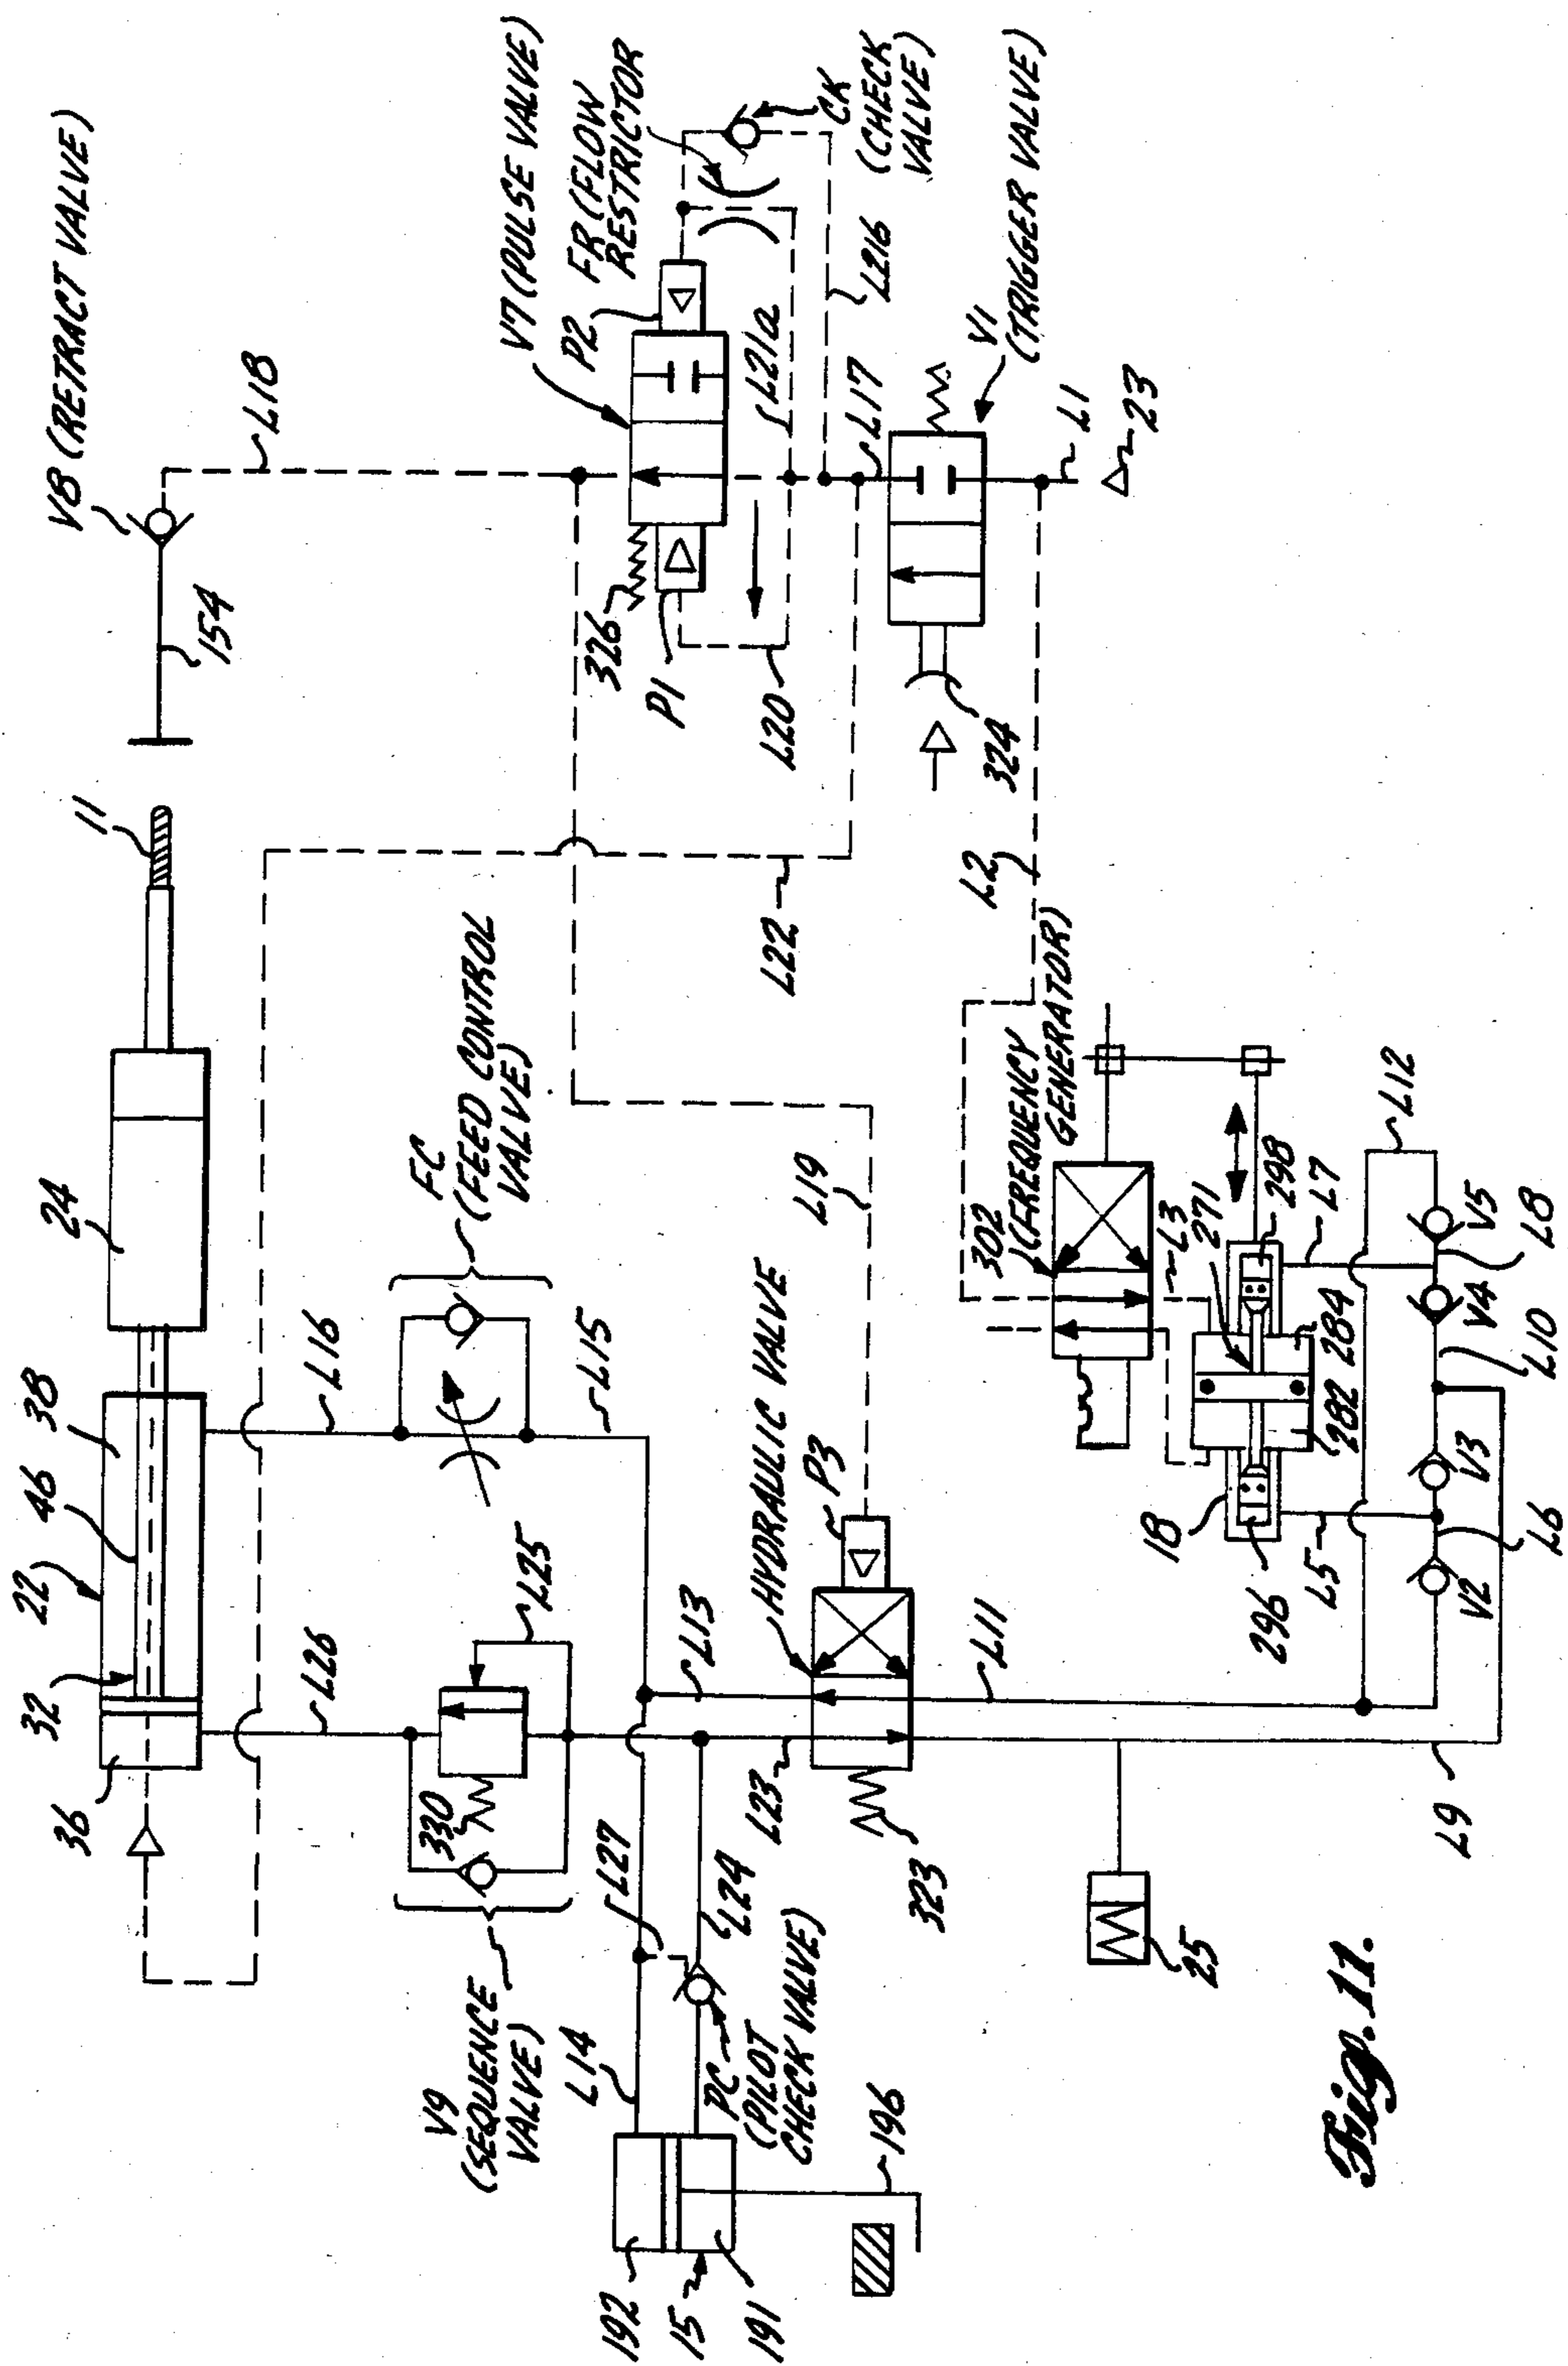 V8 (RETRACT VALVE)
L18
154
11
24
38
46
22
32
36
L26
L16
FC
(FEED CONTROL
VALVE)
L15
L25
330
V9
(SEQUENCE
VALVE)
L14
L27
L24
PC
(PILOT
CHECK VALVE)
192
15
191
196
L13
L23
HYDRAULIC VALVE
P3
323
L19
L22
L11
L9
25
V7 (PULSE VALVE)
P2
FR (FLOW
RESTRICTOR
CK
(CHECK
VALVE)
326
P1
L20
L21a
L216
L17
V1
(TRIGGER VALVE)
L1
23
324
L2
302
(FREQUENCY
GENERATOR)
L3
271
298
L7
L12
18
296
282
284
L5
V2
L6
V3
L10
V4
L8
V5
Fig. 11.